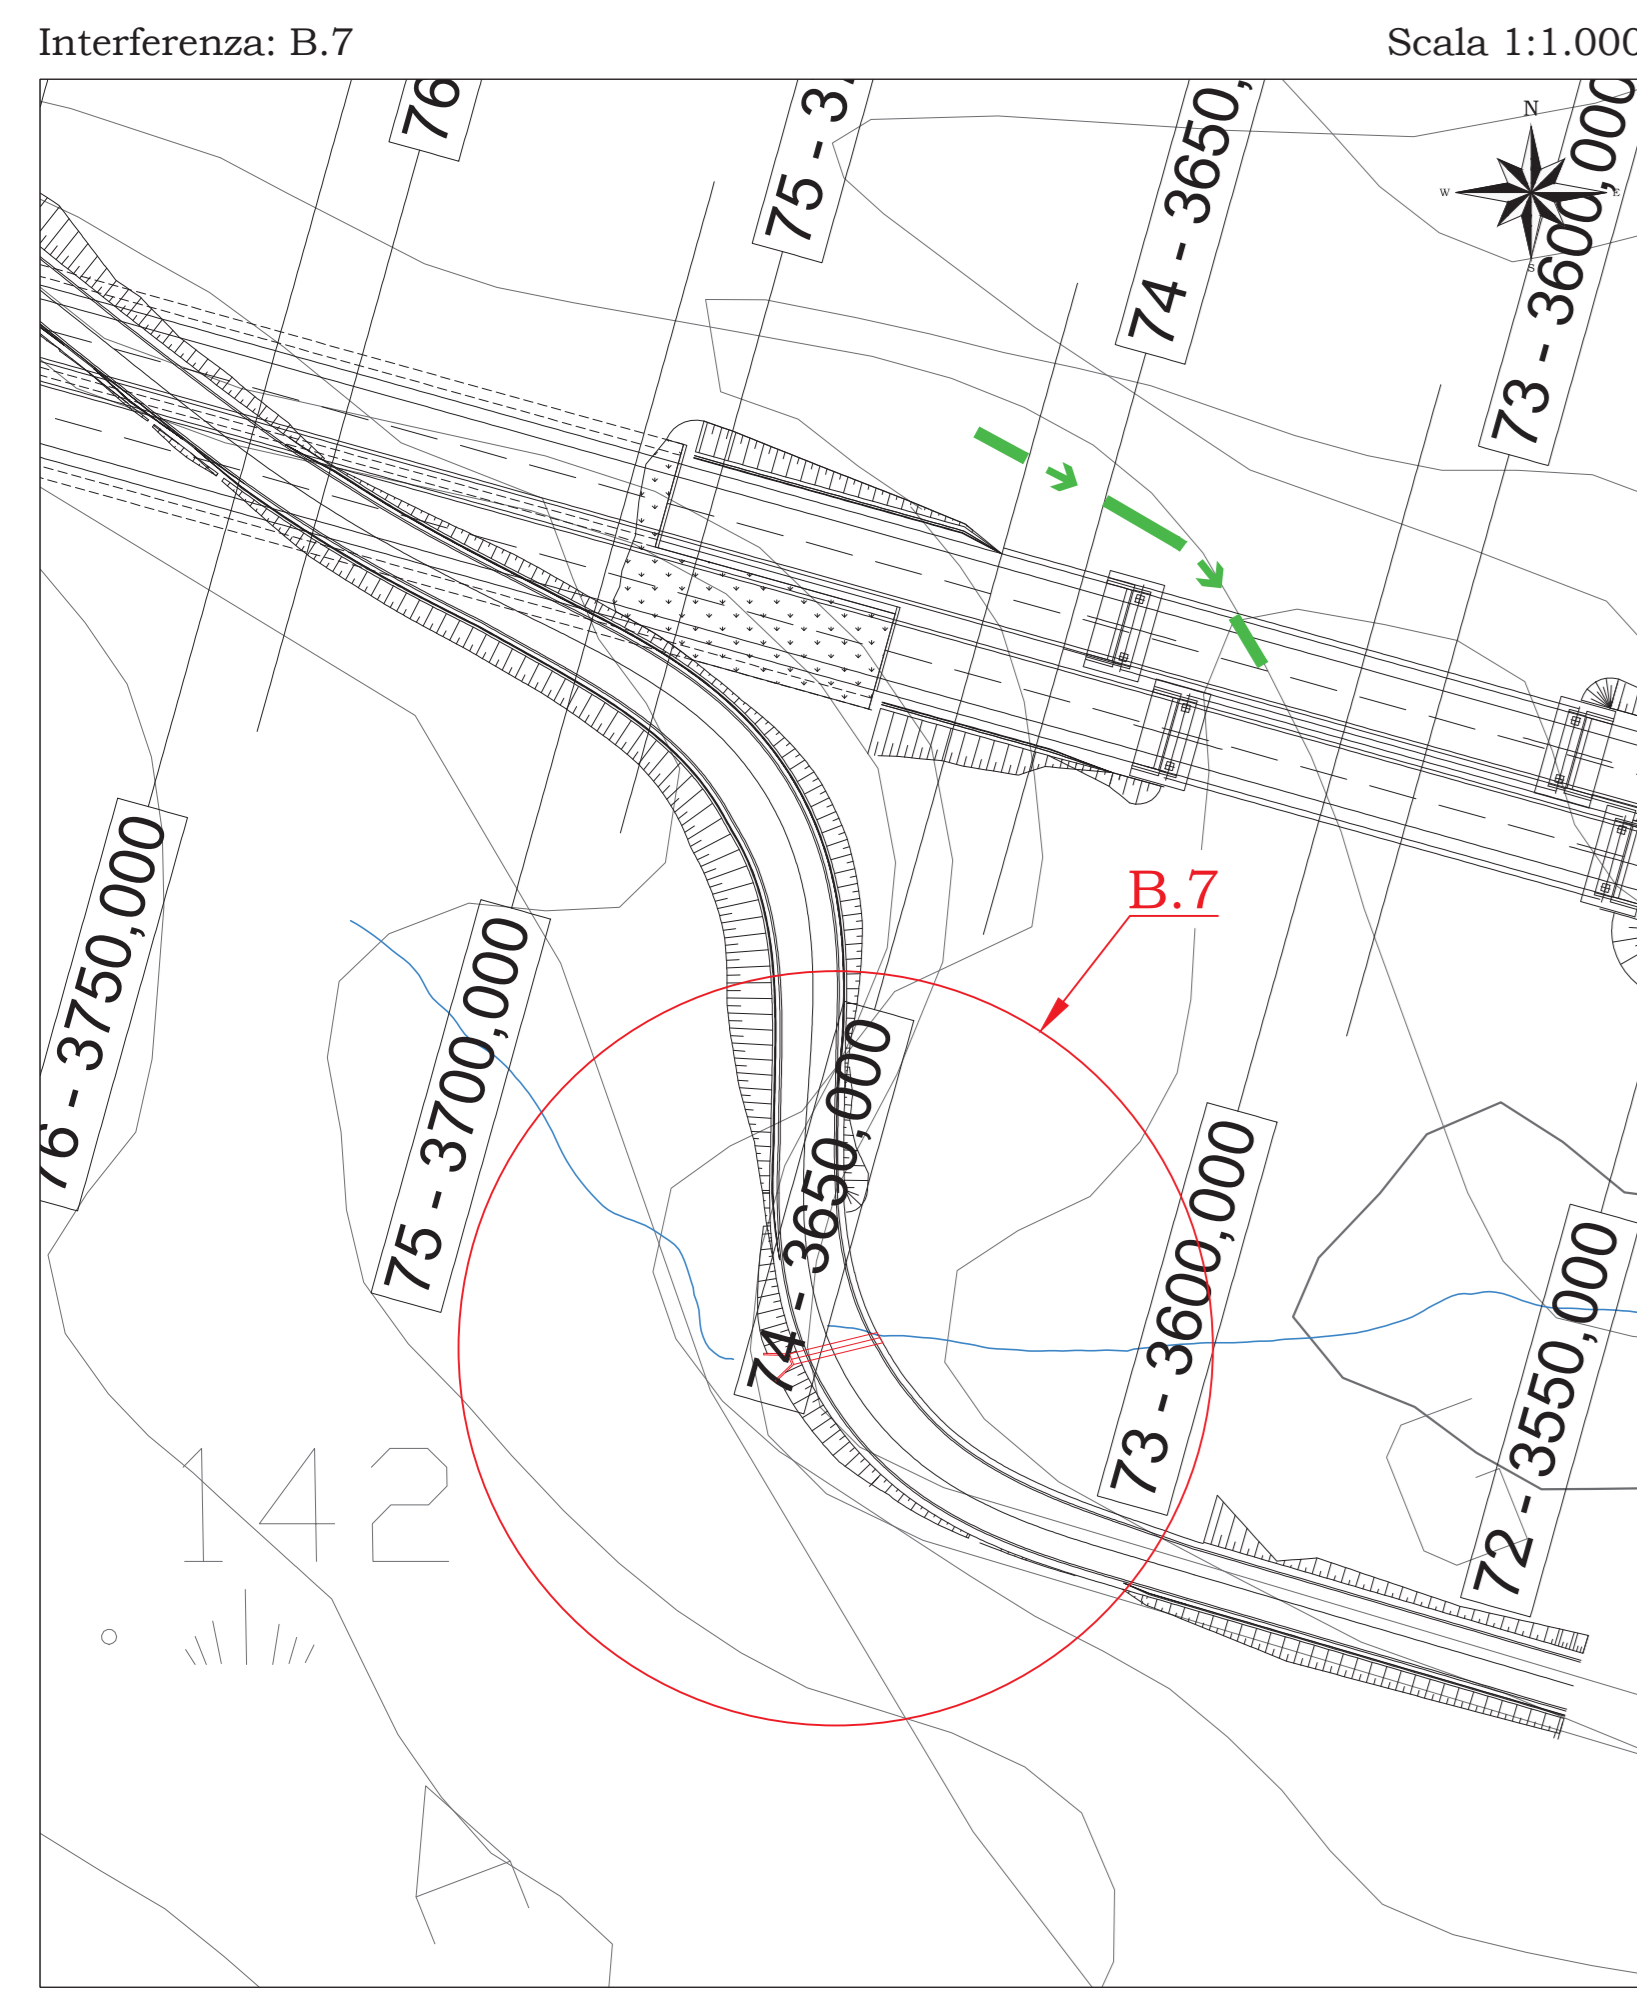 Interferenza: B.7
Scala 1:1.000
76
75 - 3
74 - 3650,
73 - 3600,000
N
W
E
S
B.7
76 - 3750,000
75 - 3700,000
74 - 3650,000
73 - 3600,000
72 - 3550,000
142
A